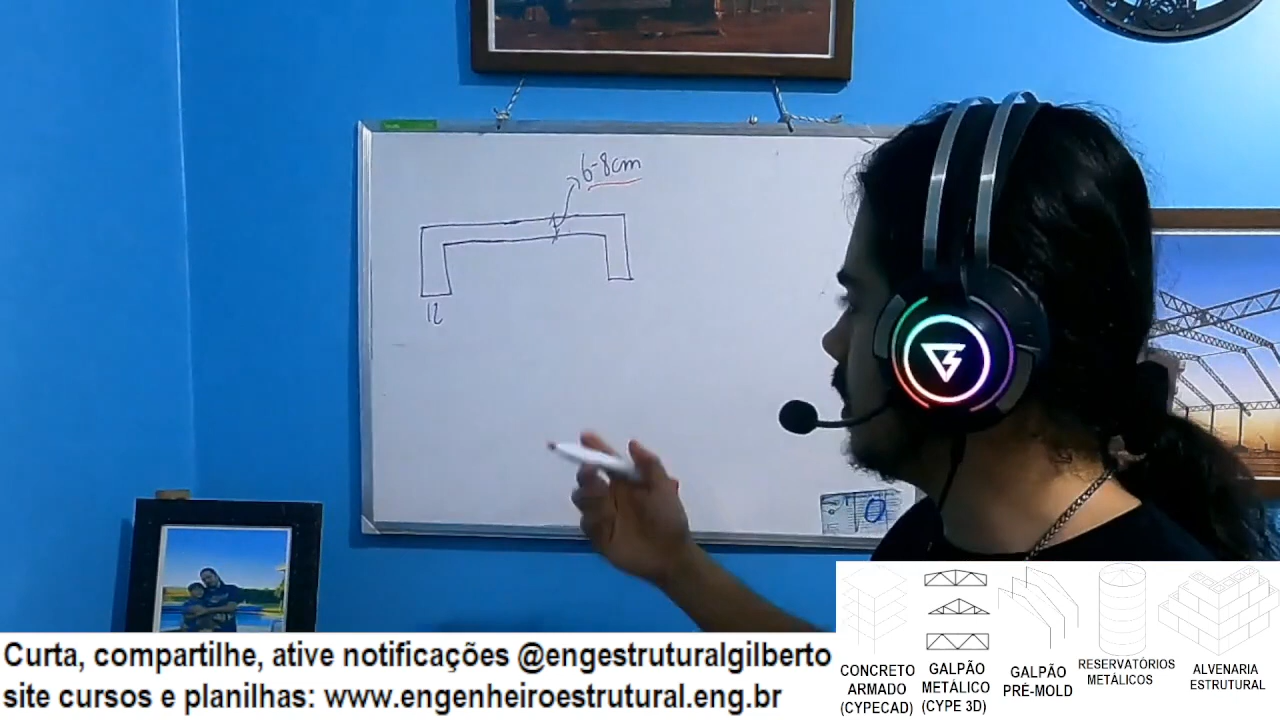 6-8cm
12
Curta, compartilhe, ative notificações @engestruturalgilberto
site cursos e planilhas: www.engenheiroestrutural.eng.br
CONCRETO
ARMADO
(CYPECAD)
GALPÃO
METÁLICO
(CYPE 3D)
GALPÃO
PRÉ-MOLD
RESERVATÓRIOS
METÁLICOS
ALVENARIA
ESTRUTURAL